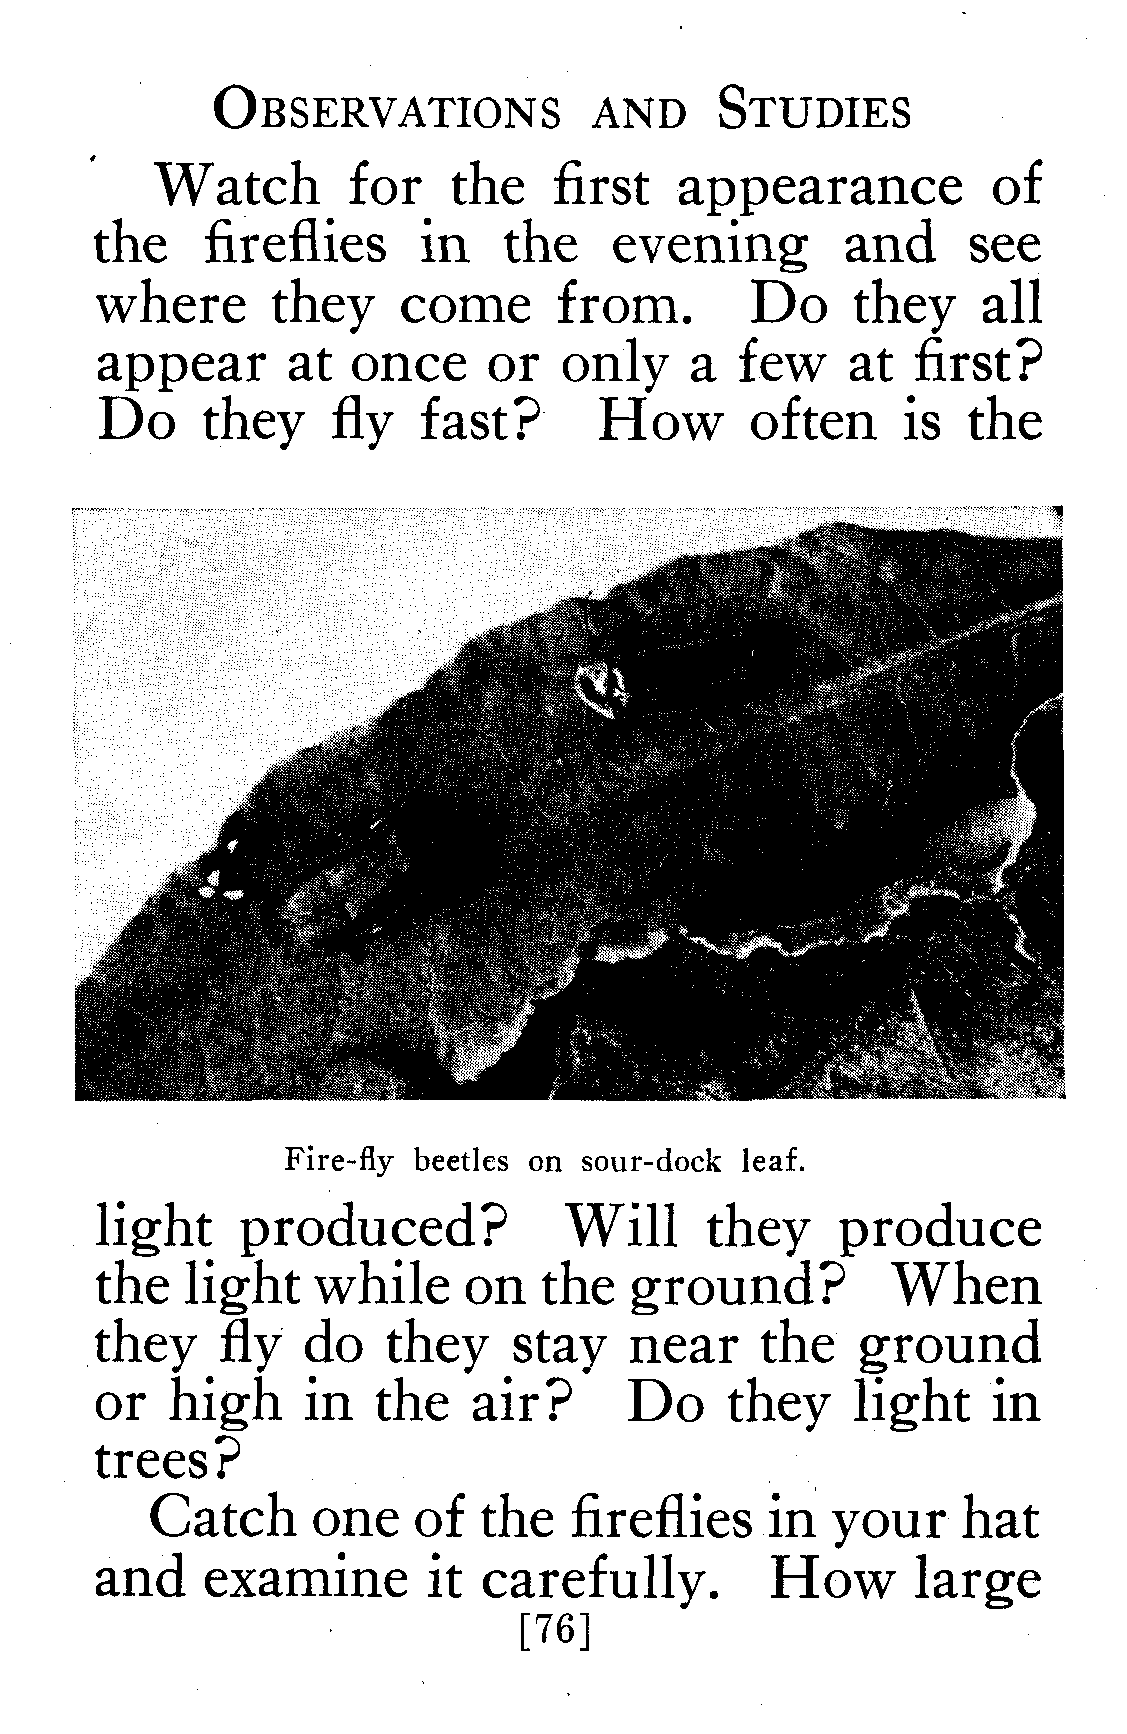 Observations and Studies
Watch for the first appearance of
the fireflies in the evening and see
where they come from. Do they all
appear at once or only a few at first?
Do they fly fast? How often is the
Fire-fly beetles on sour-dock leaf.
light produced? Will they produce
the light while on the ground? When
they fly do they stay near the ground
or high in the air? Do they light in
trees?
Catch one of the fireflies in your hat
and examine it carefully. How large
[76]